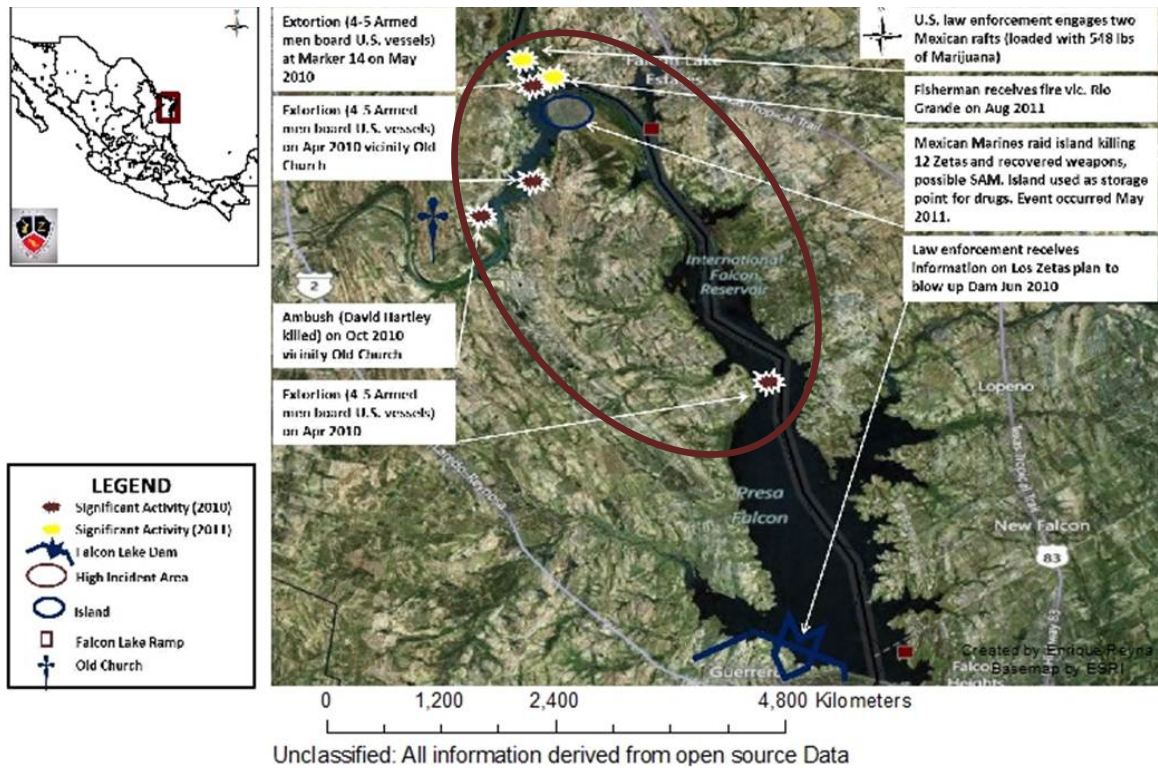 Extortion (4-5 Armed
men board U.S. vessels)
at Marker 14 on May
2010
Extortion (4-5 Armed
men board U.S. vessels)
on Apr 2010 vicinity Old
Church
Ambush (David Hartley
killed) on Oct 2010
vicinity Old Church
Extortion (4-5 Armed
men board U.S. vessels)
on Apr 2010
U.S. law enforcement engages two
Mexican rafts (loaded with 548 lbs
of Marijuana)
Fisherman receives fire vic. Rio
Grande on Aug 2011
Mexican Marines raid island killing
12 Zetas and recovered weapons,
possible SAM. Island used as storage
point for drugs. Event occurred May
2011.
Law enforcement receives
information on Los Zetas plan to
blow up Dam Jun 2010
Falcon Lake
Estates
Tropical Trail
International
Falcon
Reservoir
2
Lopeno
Presa
Falcon
New Falcon
83
Guerrero
Falcon
Heights
Created by Enrique Reyna
Basemap by ESRI
LEGEND
Significant Activity (2010)
Significant Activity (2011)
Falcon Lake Dam
High Incident Area
Island
Falcon Lake Ramp
Old Church
0 1,200 2,400 4,800 Kilometers
Unclassified: All information derived from open source Data